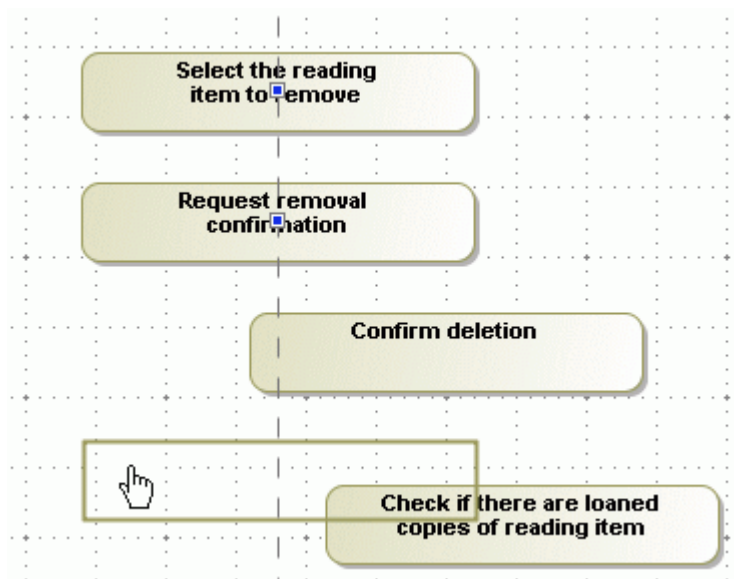 Select the reading
item to remove
Request removal
confirmation
Confirm deletion
Check if there are loaned
copies of reading item